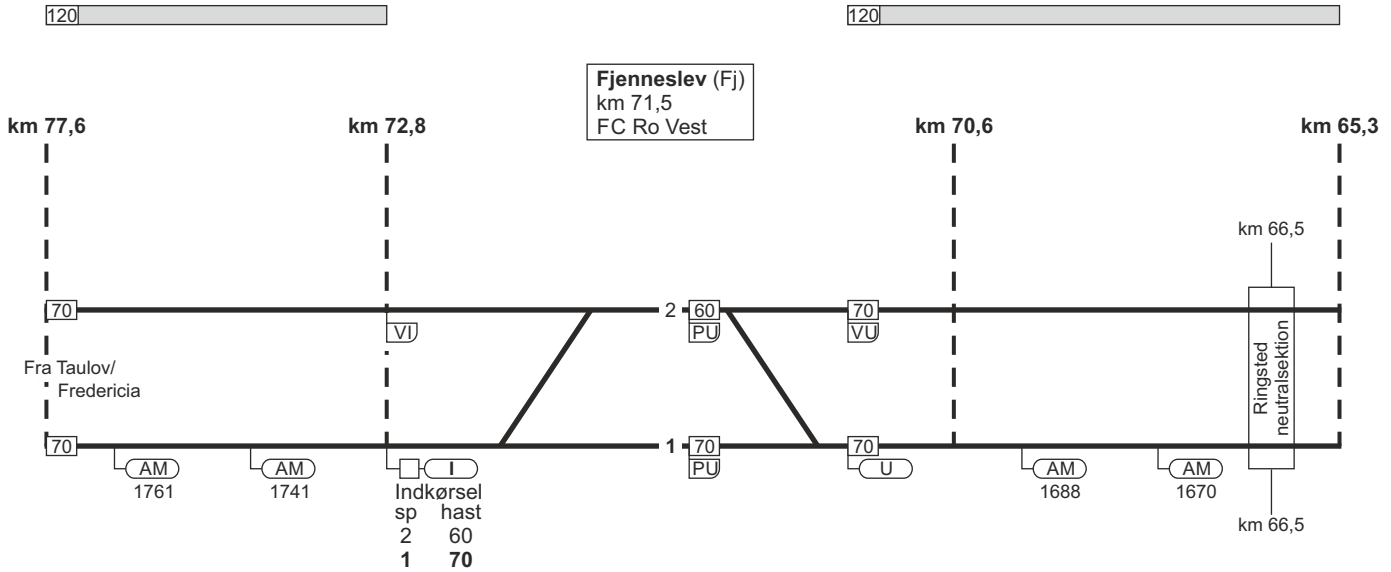 120
120
Fjenneslev (Fj)
km 71,5
FC Ro Vest
km 77,6
km 72,8
km 70,6
km 65,3
km 66,5
70
2
60
70
VI
PU
VU
Fra Taulov/
Fredericia
Ringsted
neutralsektion
70
1
70
70
AM
AM
I
PU
U
AM
AM
1761
1741
1688
1670
Indkørsel
sp hast
2 60
1 70
km 66,5